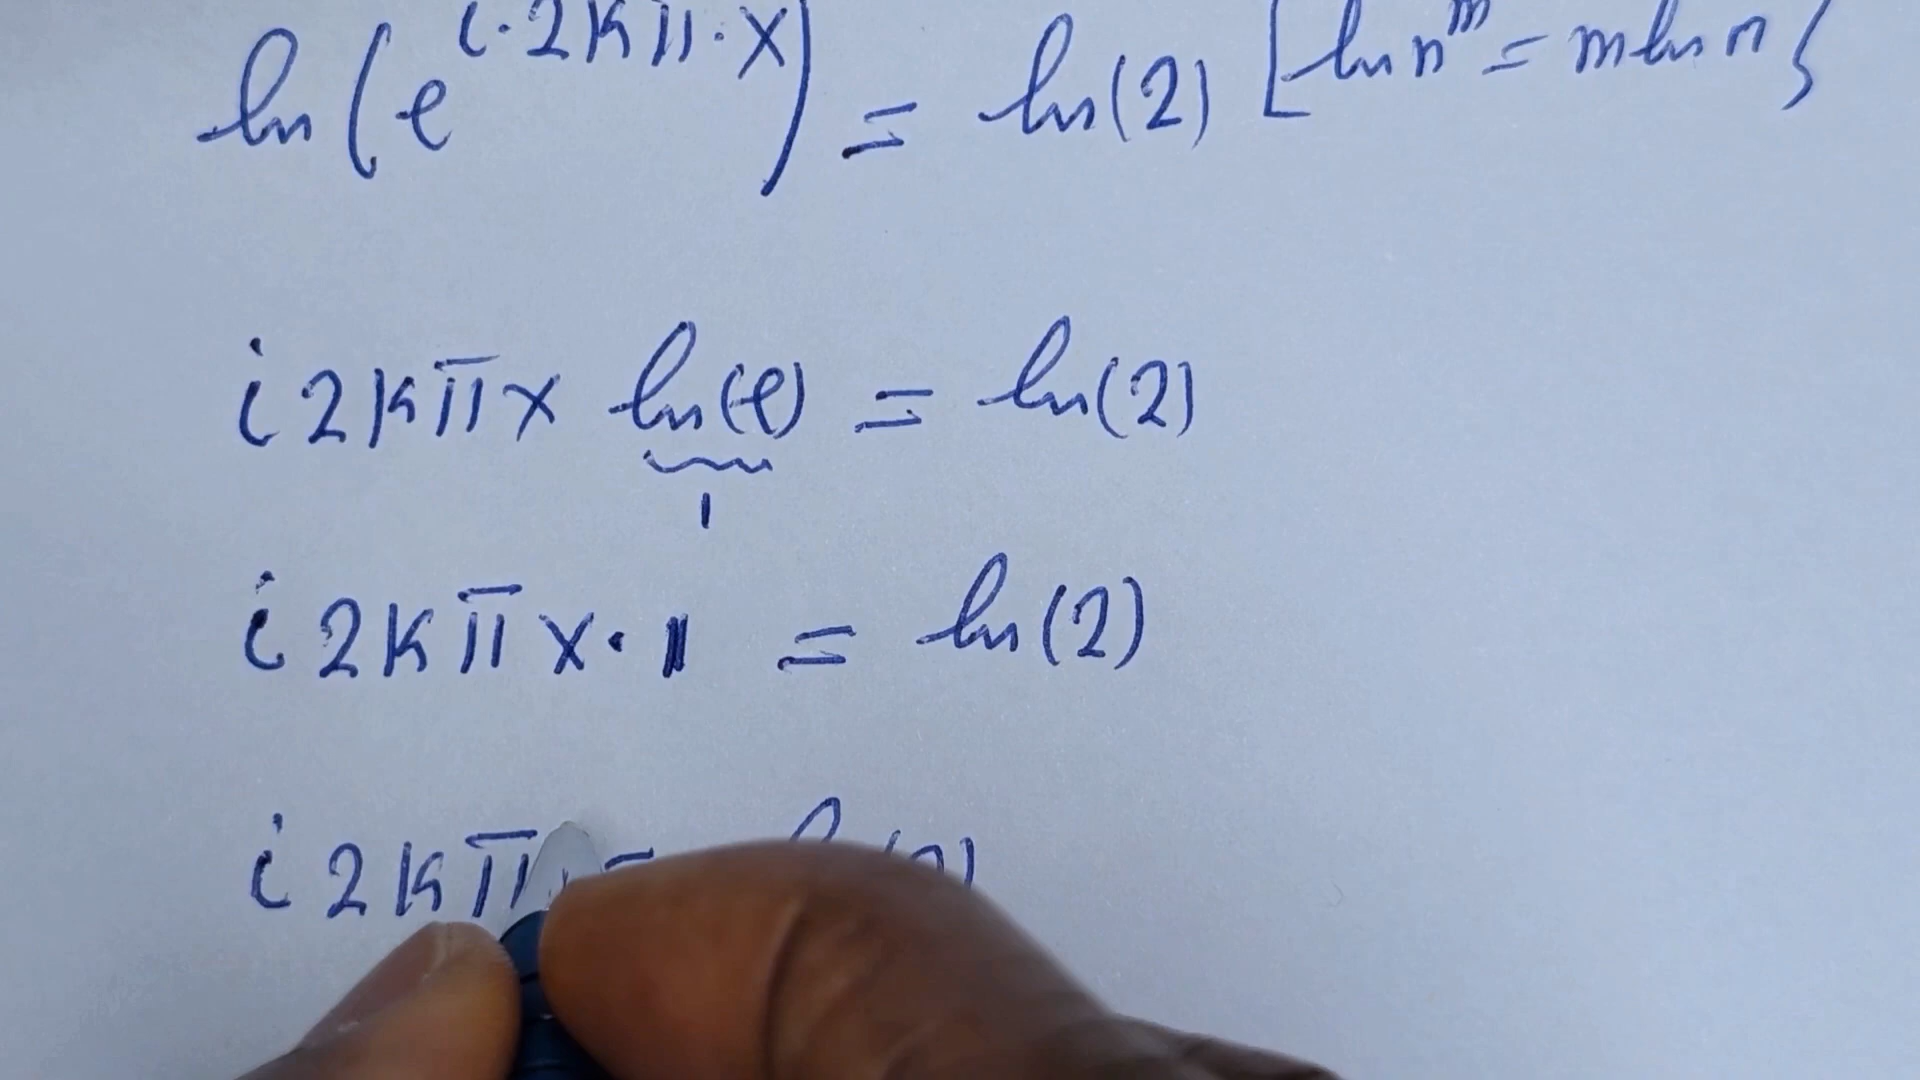 ln(e^{i·2kπ·x}) = ln(2) [ln n^m = m ln n}
i2kπx ln(e) = ln(2)
1
i2kπx·1 = ln(2)
i2kπ